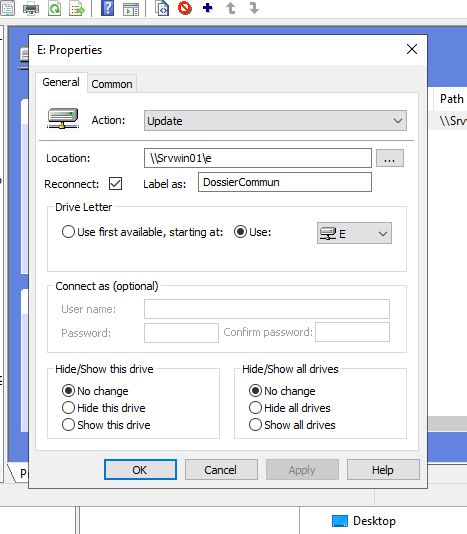 E: Properties
General
Common
Path
Action:
Update
\\Srvw
Location:
\\Srvwin01\e
...
Reconnect:
Label as:
DossierCommun
Drive Letter
Use first available, starting at:
Use:
E
Connect as (optional)
User name:
Password:
Confirm password:
Hide/Show this drive
Hide/Show all drives
No change
No change
Hide this drive
Hide all drives
Show this drive
Show all drives
OK
Cancel
Apply
Help
Desktop